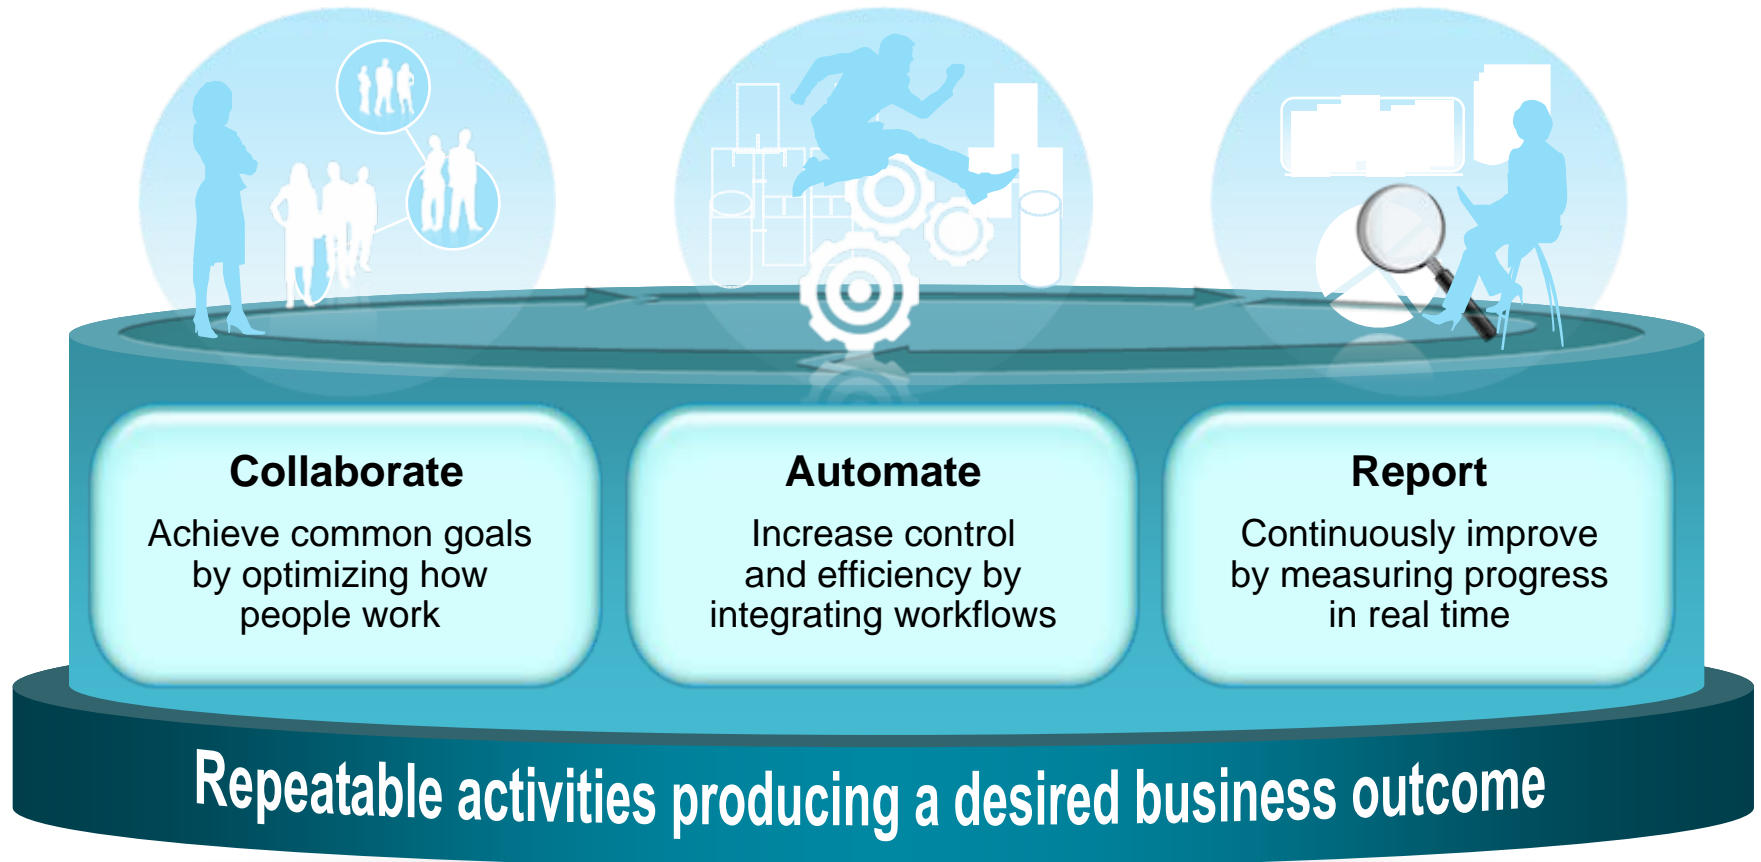 Collaborate
Achieve common goals
by optimizing how
people work
Automate
Increase control
and efficiency by
integrating workflows
Report
Continuously improve
by measuring progress
in real time
Repeatable activities producing a desired business outcome